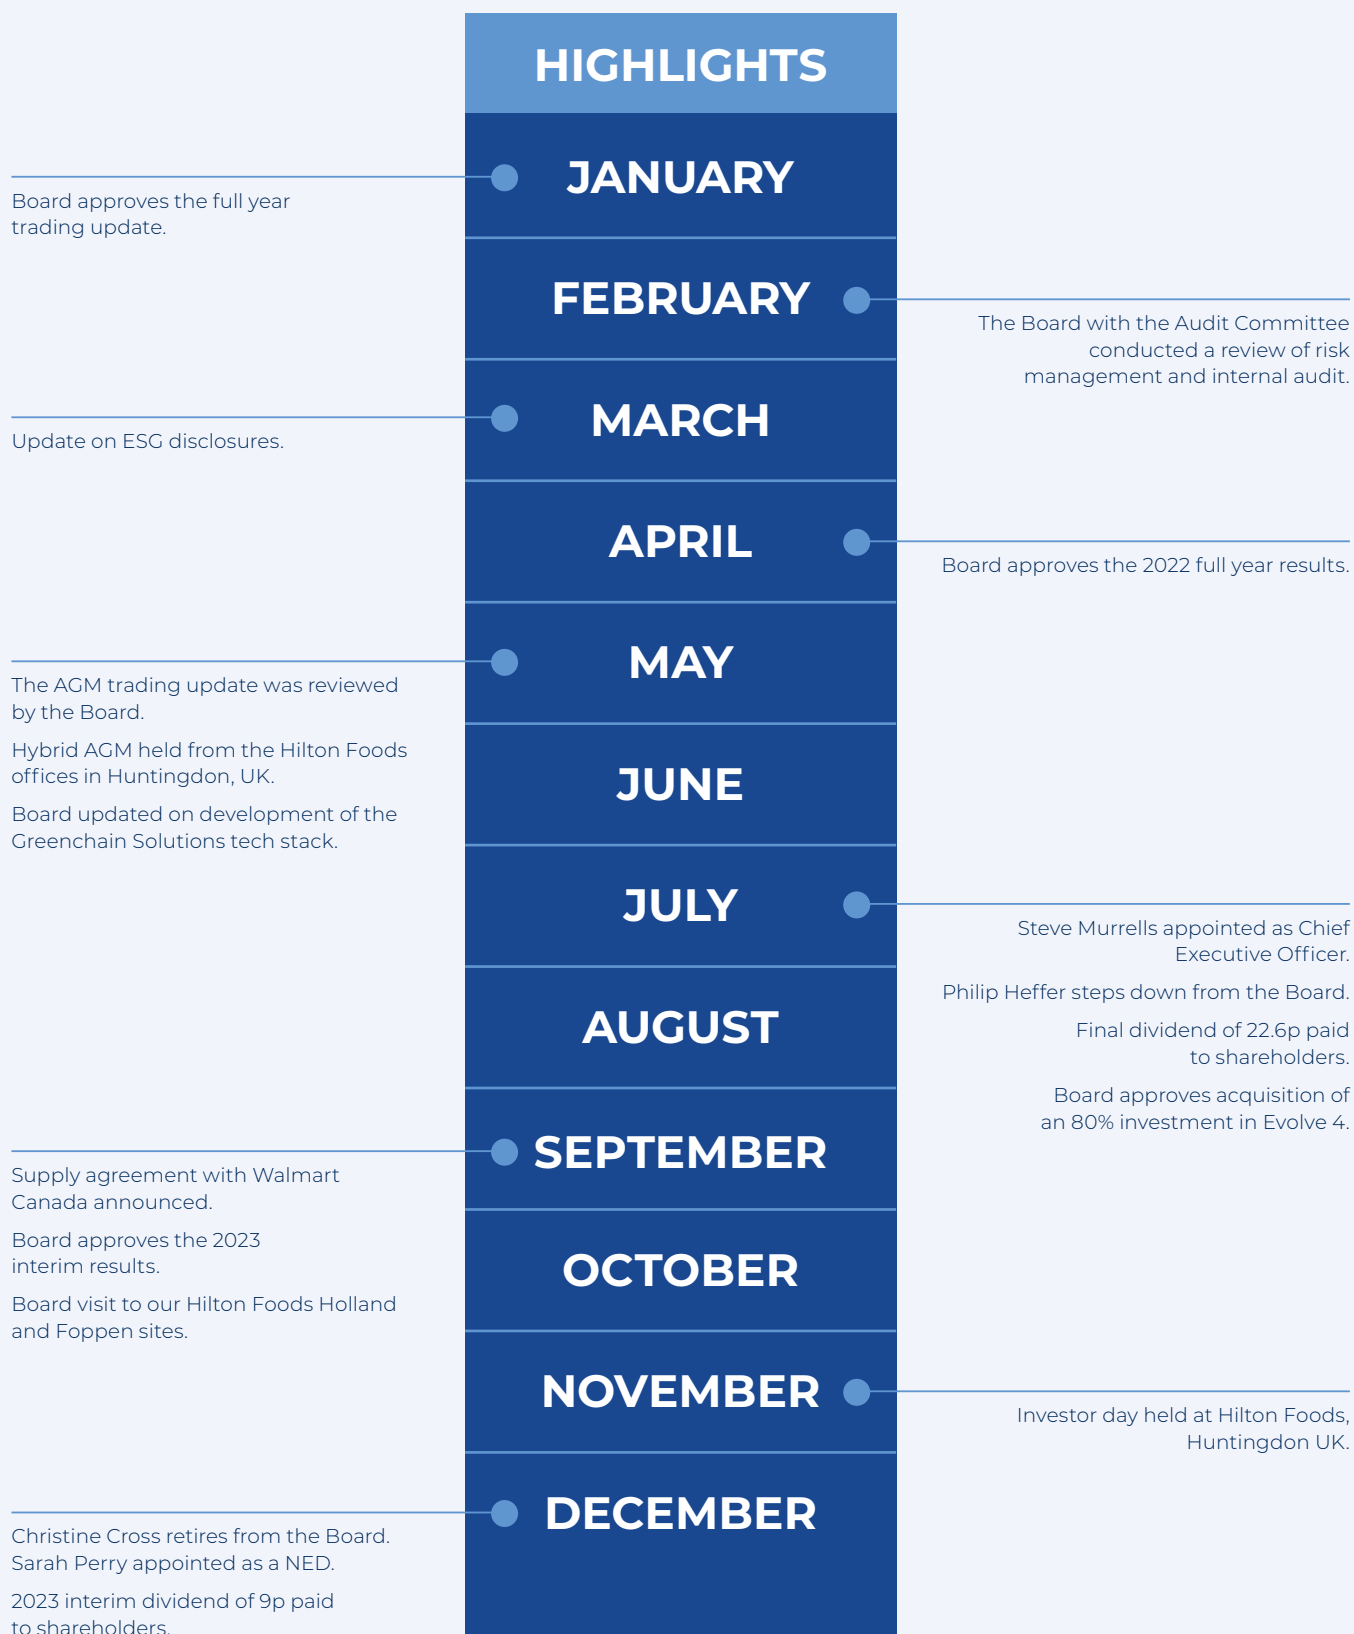 HIGHLIGHTS
JANUARY
Board approves the full year
trading update.
FEBRUARY
The Board with the Audit Committee
conducted a review of risk
management and internal audit.
MARCH
Update on ESG disclosures.
APRIL
Board approves the 2022 full year results.
MAY
The AGM trading update was reviewed
by the Board.
Hybrid AGM held from the Hilton Foods
offices in Huntingdon, UK.
Board updated on development of the
Greenchain Solutions tech stack.
JUNE
JULY
Steve Murrells appointed as Chief
Executive Officer.
Philip Heffer steps down from the Board.
Final dividend of 22.6p paid
to shareholders.
Board approves acquisition of
an 80% investment in Evolve 4.
AUGUST
SEPTEMBER
Supply agreement with Walmart
Canada announced.
Board approves the 2023
interim results.
Board visit to our Hilton Foods Holland
and Foppen sites.
OCTOBER
NOVEMBER
Investor day held at Hilton Foods,
Huntingdon UK.
DECEMBER
Christine Cross retires from the Board.
Sarah Perry appointed as a NED.
2023 interim dividend of 9p paid
to shareholders.